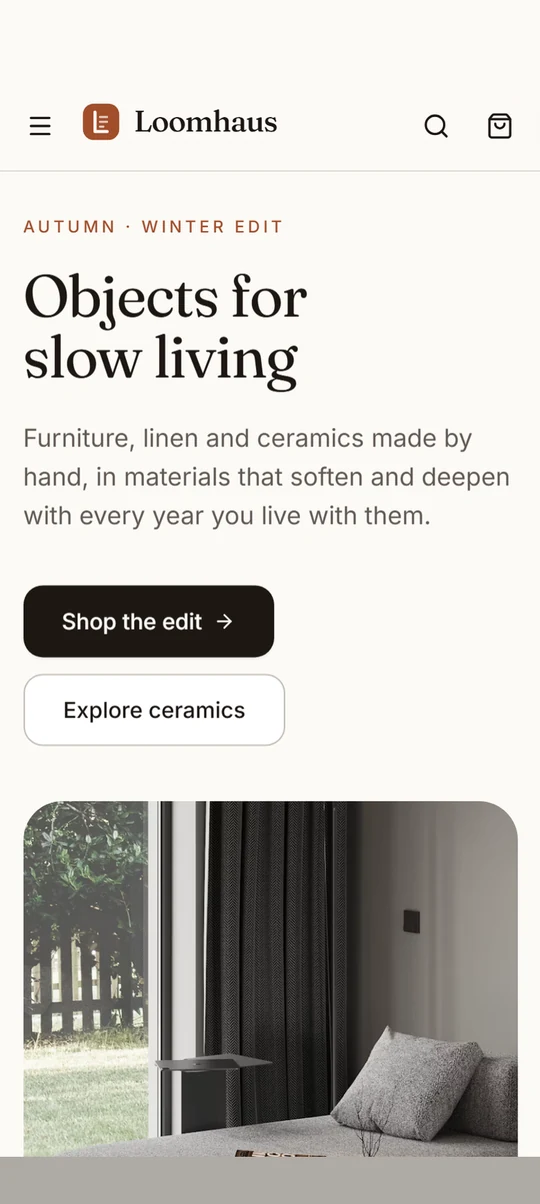 Loomhaus
AUTUMN · WINTER EDIT
Objects for
slow living
Furniture, linen and ceramics made by
hand, in materials that soften and deepen
with every year you live with them.
Shop the edit →
Explore ceramics